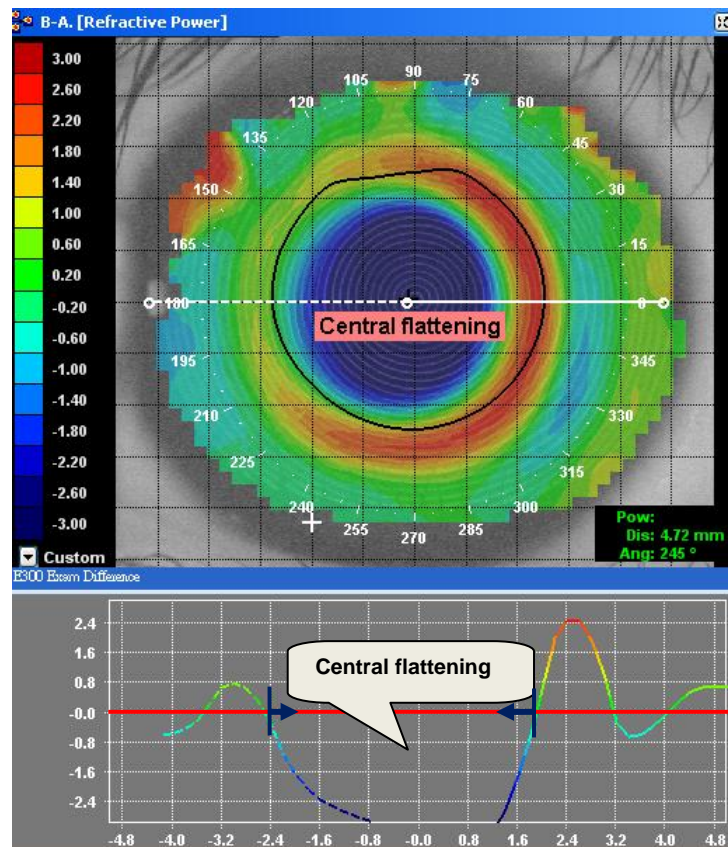 B-A. [Refractive Power]
3.00
2.60
2.20
1.80
1.40
1.00
0.60
0.20
-0.20
-0.60
-1.00
-1.40
-1.80
-2.20
-2.60
-3.00
Custom
105 90 75
120 60
135 45
150 30
165 15
180 0
Central flattening
195 345
210 330
225 315
240 300
255 270 285
Pow:
Dis: 4.72 mm
Ang: 245 °
E300 Exam Difference
2.4
1.6
0.8
-0.0
-0.8
-1.6
-2.4
Central flattening
-4.8 -4.0 -3.2 -2.4 -1.6 -0.8 -0.0 0.8 1.6 2.4 3.2 4.0 4.8